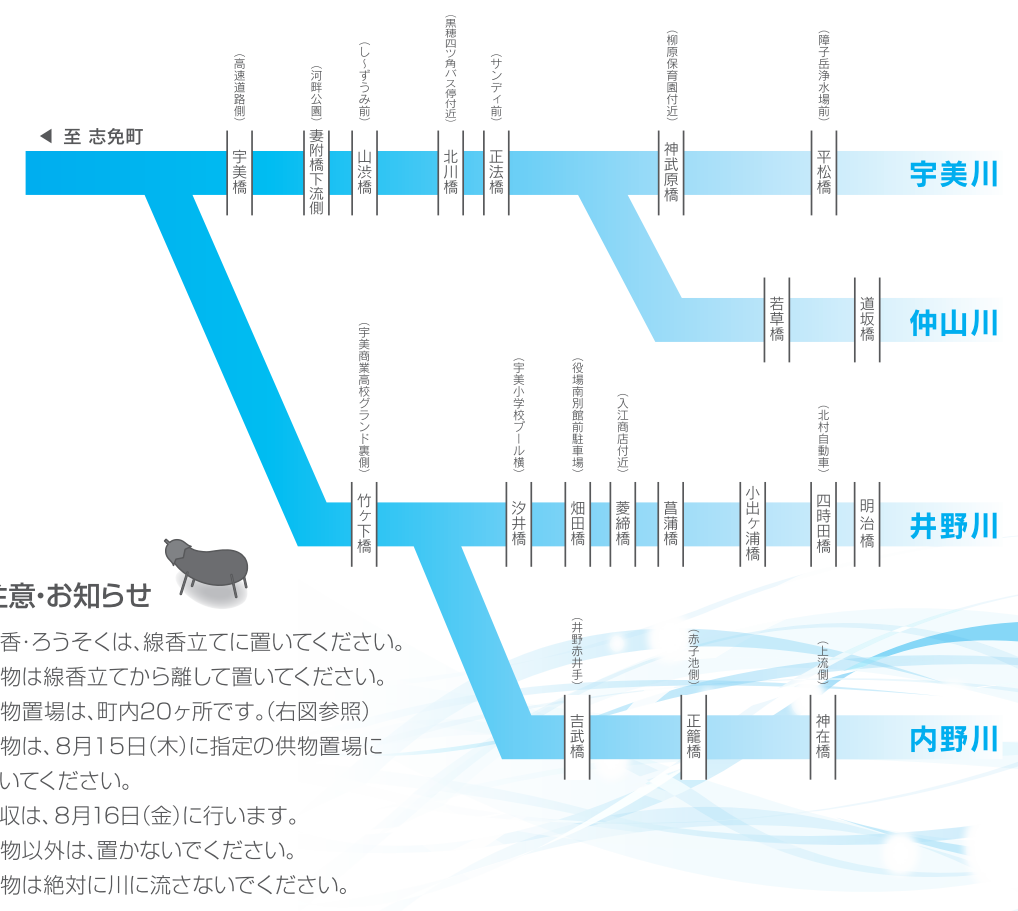 ◀ 至 志免町
（高速道路側）
宇美橋
（河畔公園）
妻附橋下流側
（し～ずうみ前）
山渋橋
（黒穂四ツ角バス停付近）
北川橋
（サンディ前）
正法橋
（柳原保育園付近）
神武原橋
（障子岳浄水場前）
平松橋
宇美川
若草橋
道坂橋
仲山川
（宇美商業高校グランド裏側）
竹ヶ下橋
（宇美小学校プール横）
汐井橋
（役場南別館前駐車場）
畑田橋
（入江商店付近）
菱締橋
菖蒲橋
小出ヶ浦橋
（北村自動車）
四時田橋
明治橋
井野川
（井野赤井手）
吉武橋
（赤子池側）
正籠橋
（上流側）
神在橋
内野川
注意・お知らせ
香・ろうそくは、線香立てに置いてください。
物は線香立てから離して置いてください。
物置場は、町内20ヶ所です。（右図参照）
物は、8月15日（木）に指定の供物置場に
いてください。
収は、8月16日（金）に行います。
物以外は、置かないでください。
物は絶対に川に流さないでください。